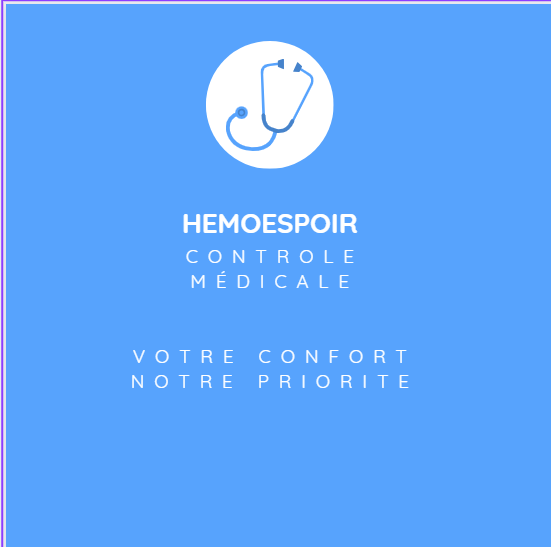 HEMOESPOIR
CONTROLE
MÉDICALE
VOTRE CONFORT
NOTRE PRIORITE